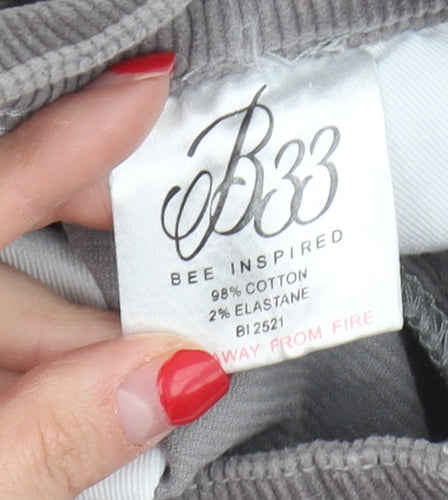 B33
BEE INSPIRED
98% COTTON
2% ELASTANE
BI2521
AWAY FROM FIRE